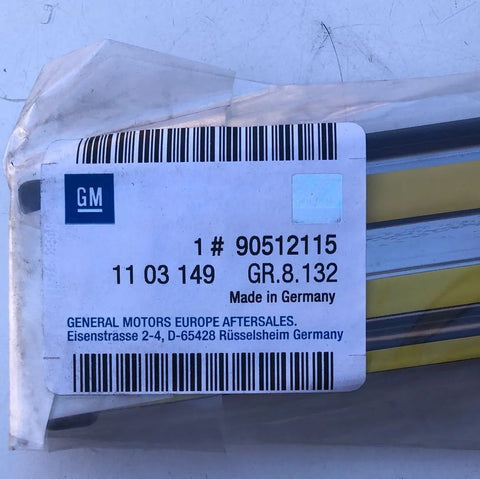 GM
1 # 90512115
11 03 149 GR.8.132
Made in Germany
GENERAL MOTORS EUROPE AFTERSALES.
Eisenstrasse 2-4, D-65428 Rüsselsheim Germany